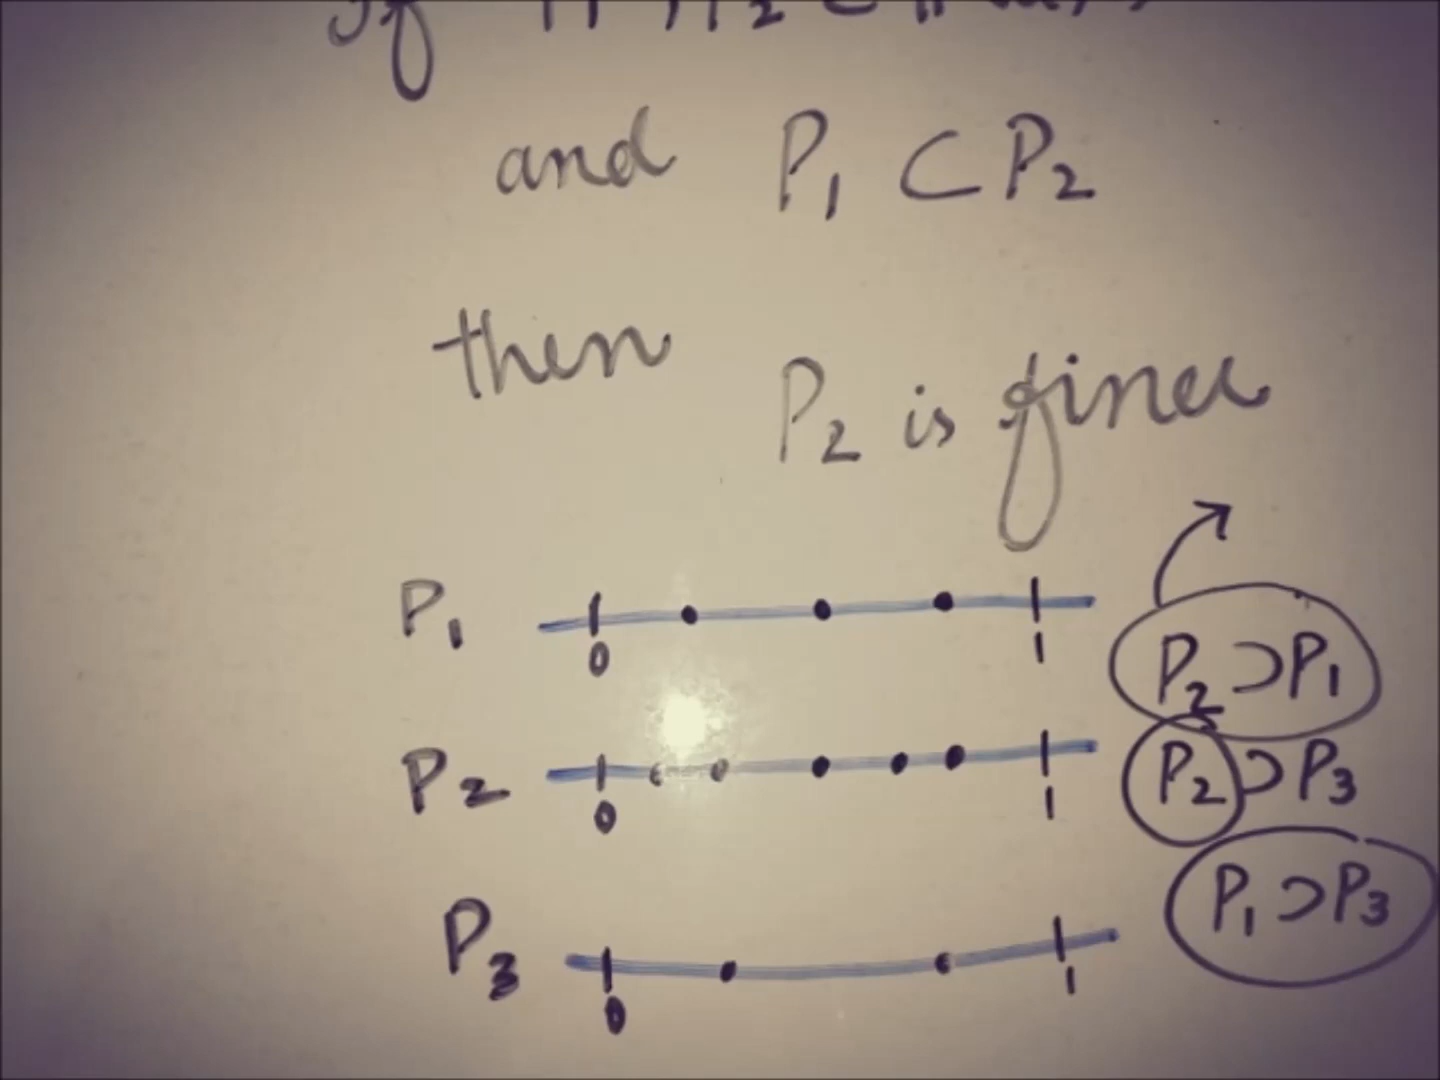 and P₁ ⊂ P₂
then P₂ is finer
P₁ 0 1
P₂ ⊃ P₁
P₂ 0 1
P₂ ⊃ P₃
P₃ 0 1
P₁ ⊃ P₃